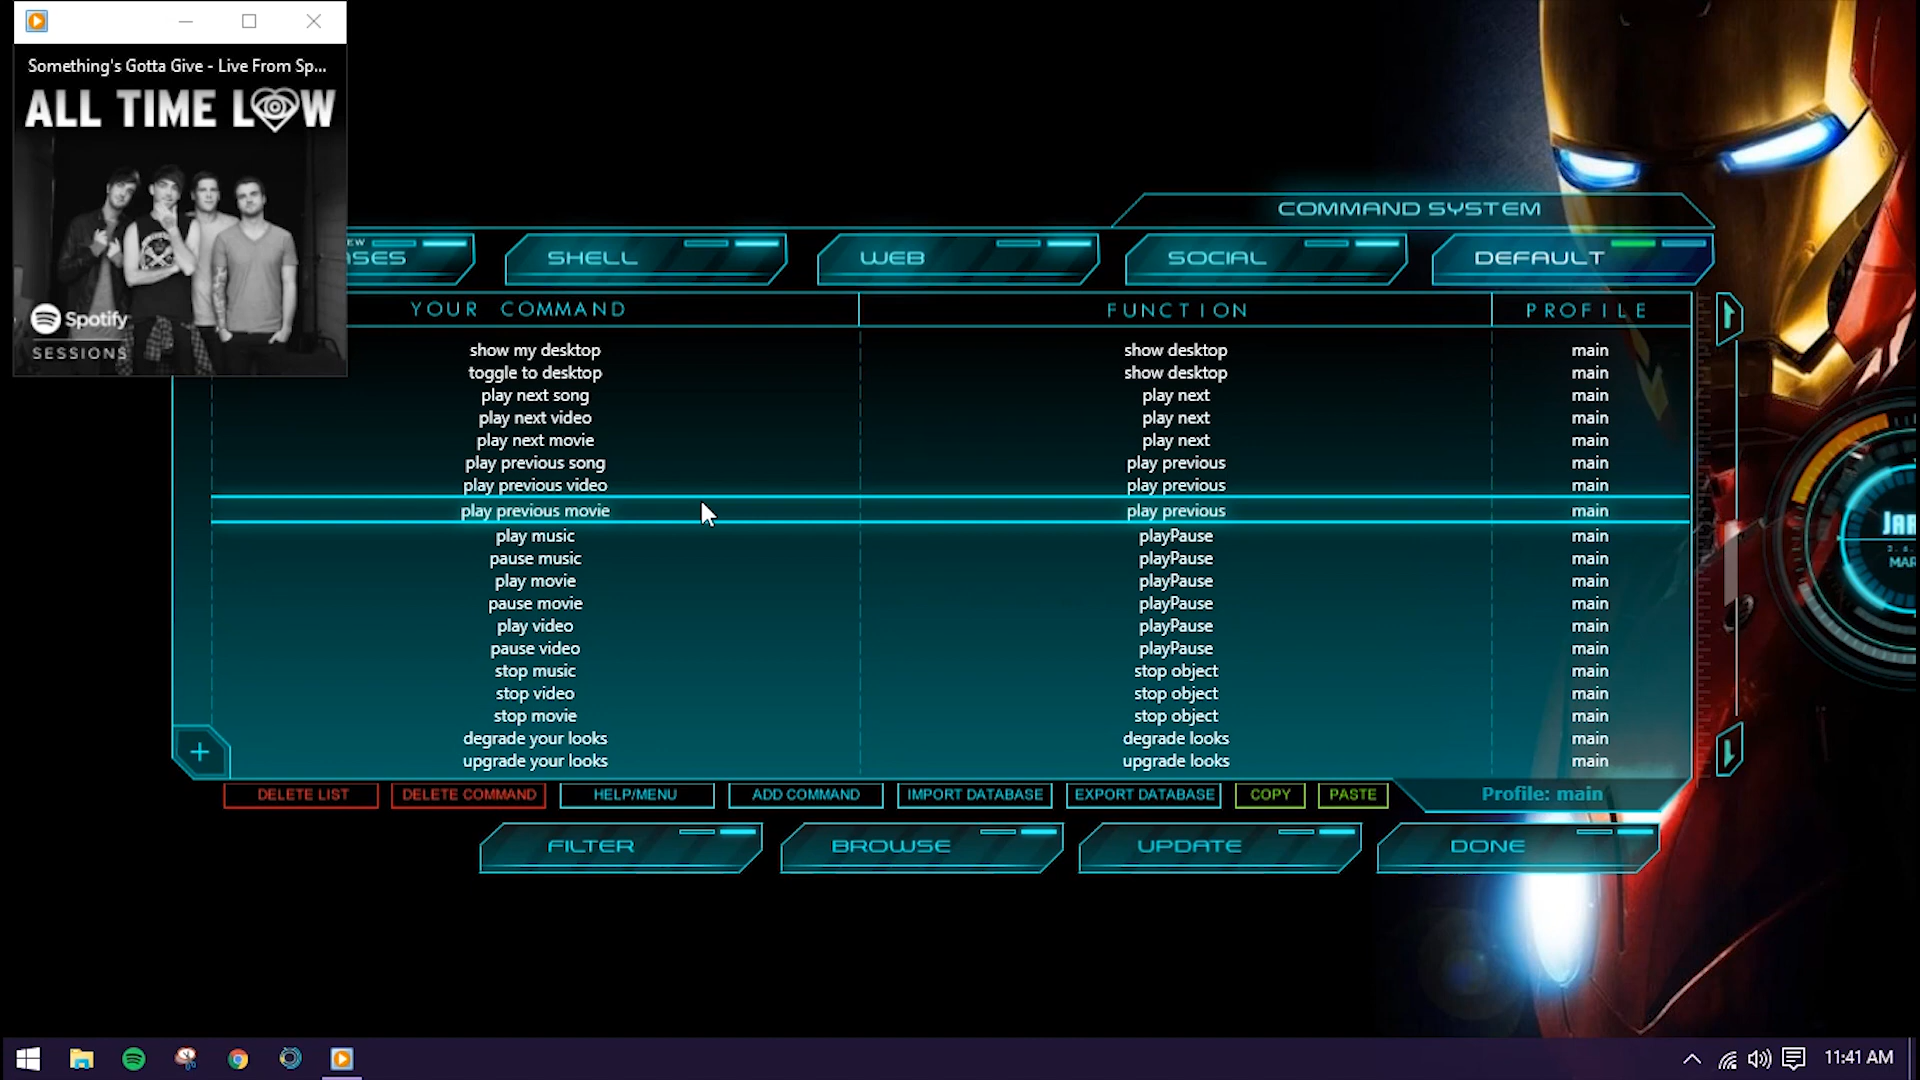 Something's Gotta Give - Live From Sp...
ALL TIME LOW
Spotify
SESSIONS
COMMAND SYSTEM
SHELL
WEB
SOCIAL
DEFAULT
YOUR COMMAND FUNCTION PROFILE
show my desktop show desktop main
toggle to desktop show desktop main
play next song play next main
play next video play next main
play next movie play next main
play previous song play previous main
play previous video play previous main
play previous movie play previous main
play music playPause main
pause music playPause main
play movie playPause main
pause movie playPause main
play video playPause main
pause video playPause main
stop music stop object main
stop video stop object main
stop movie stop object main
degrade your looks degrade looks main
upgrade your looks upgrade looks main
+
DELETE LIST DELETE COMMAND HELP/MENU ADD COMMAND IMPORT DATABASE EXPORT DATABASE COPY PASTE Profile: main
FILTER BROWSE UPDATE DONE
11:41 AM